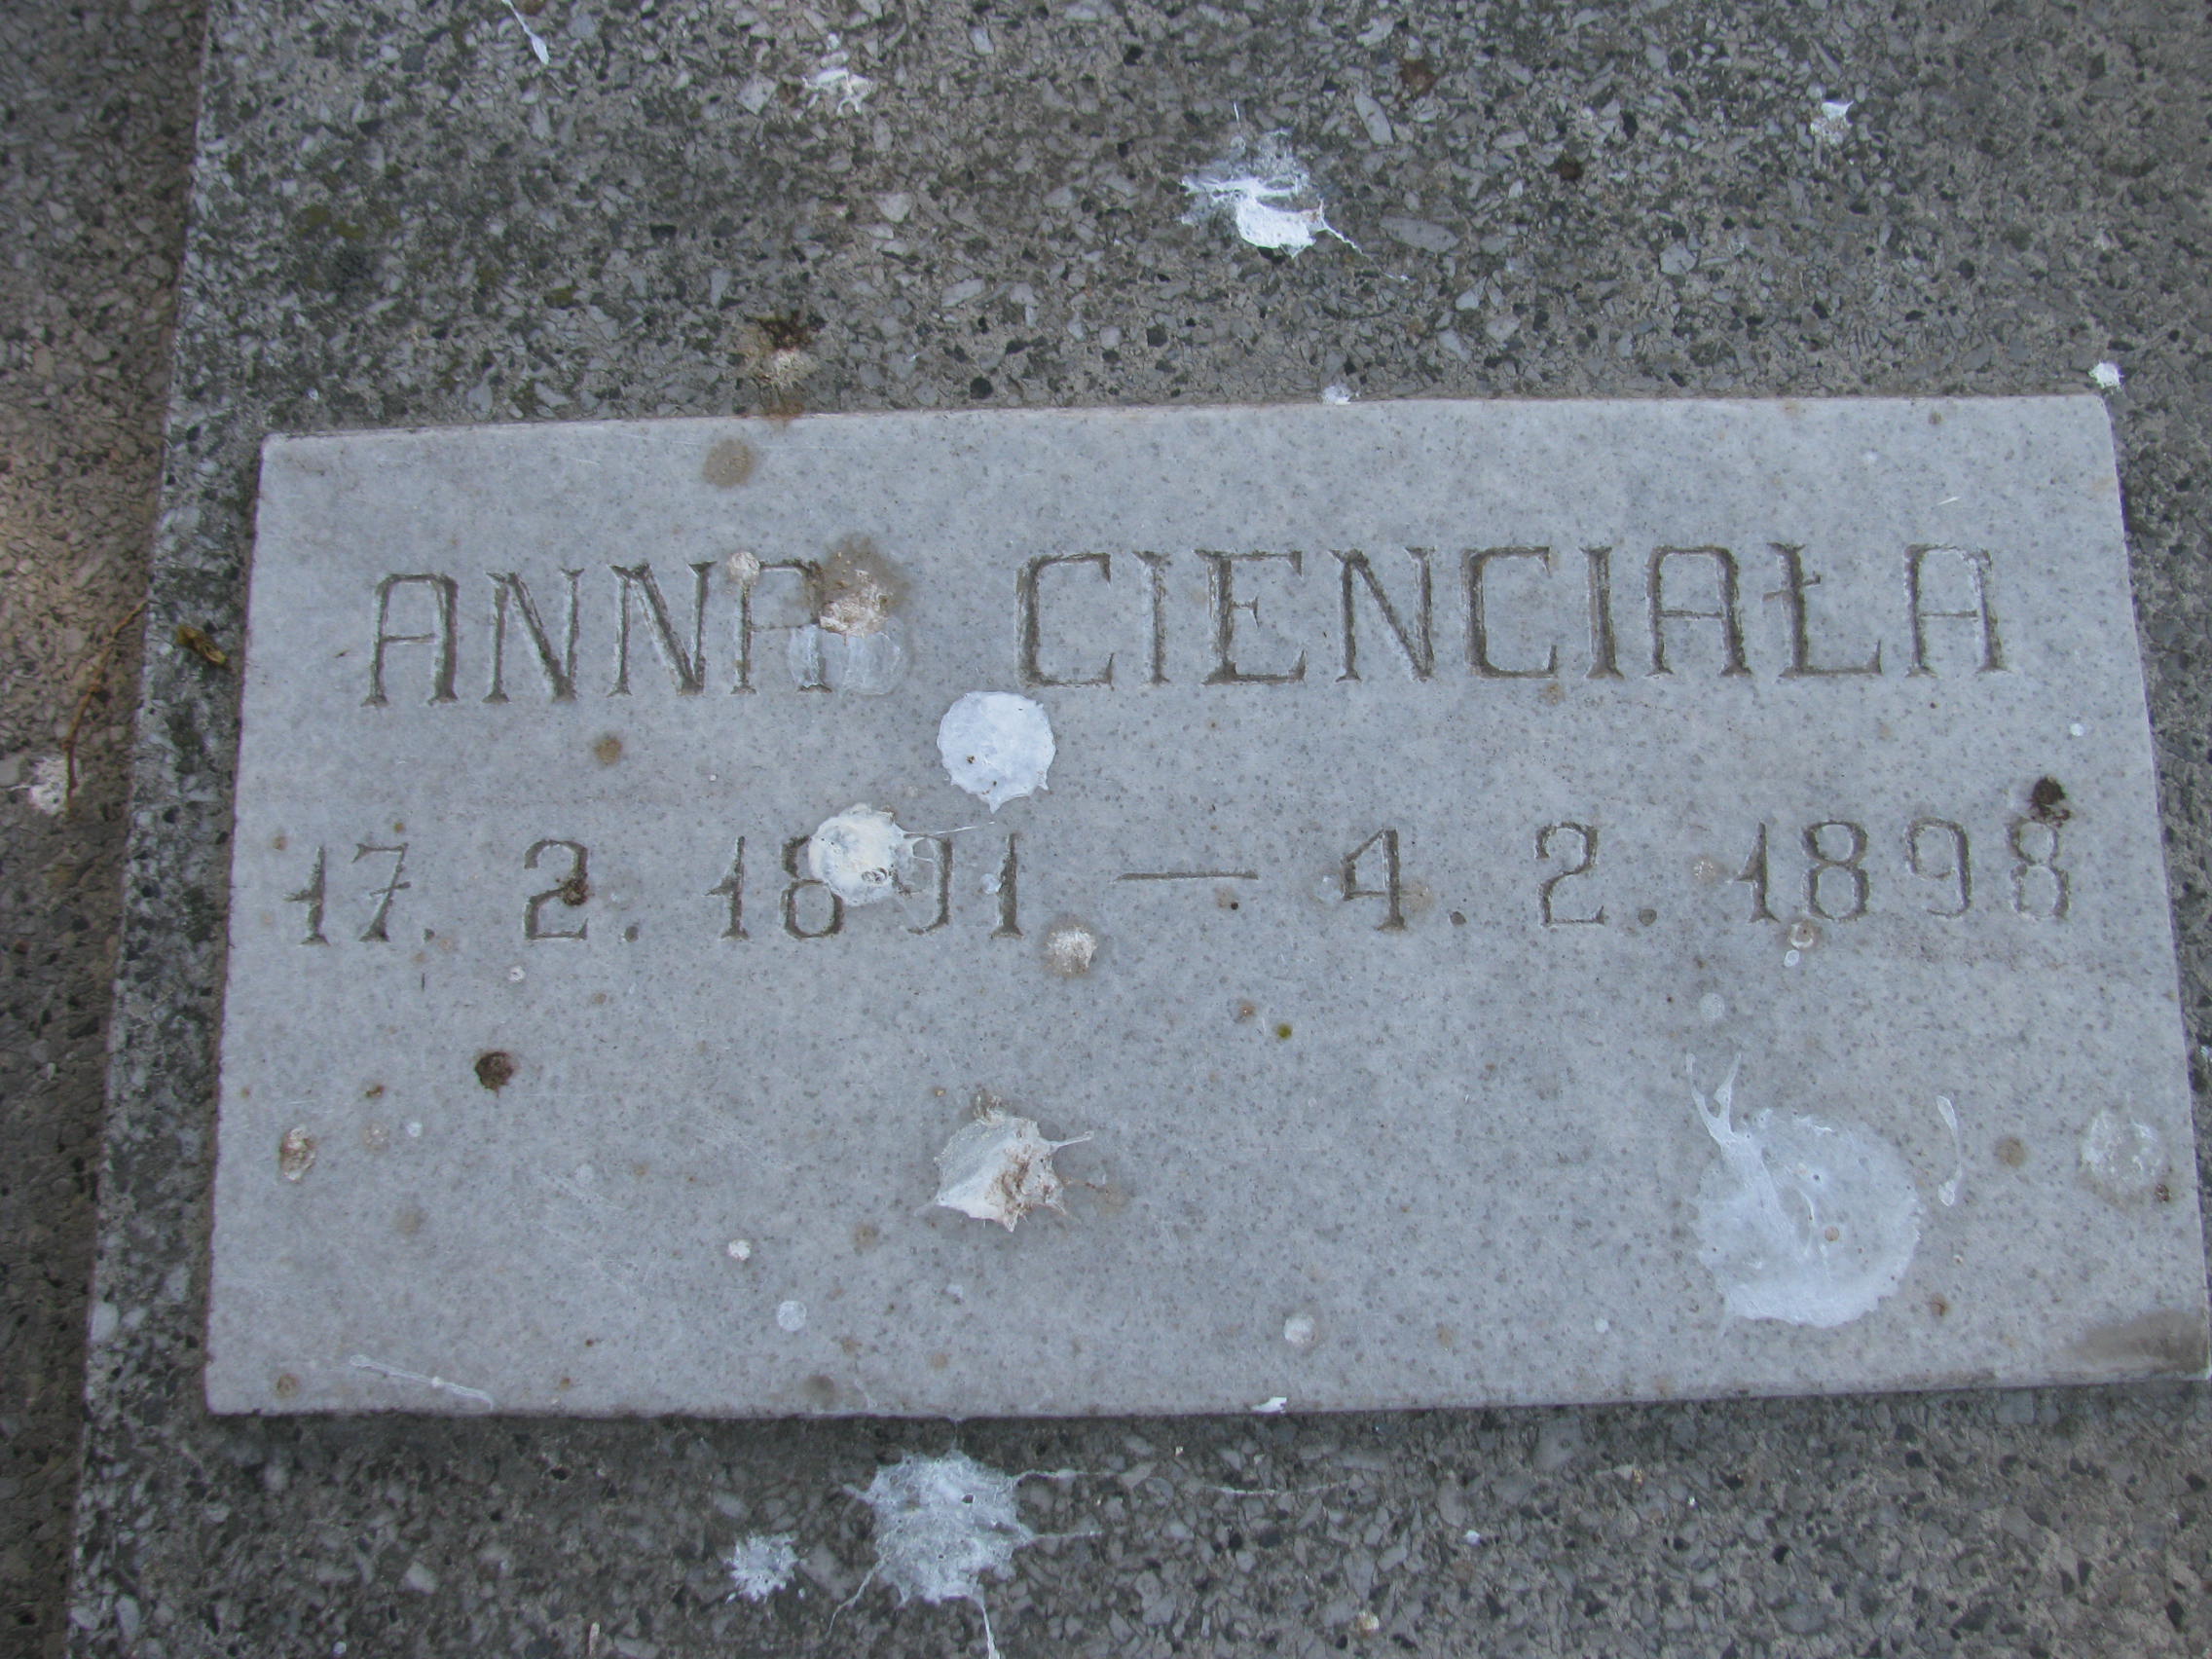 ANNA CIENCIAŁA
17. 2. 1891 — 4. 2. 1898